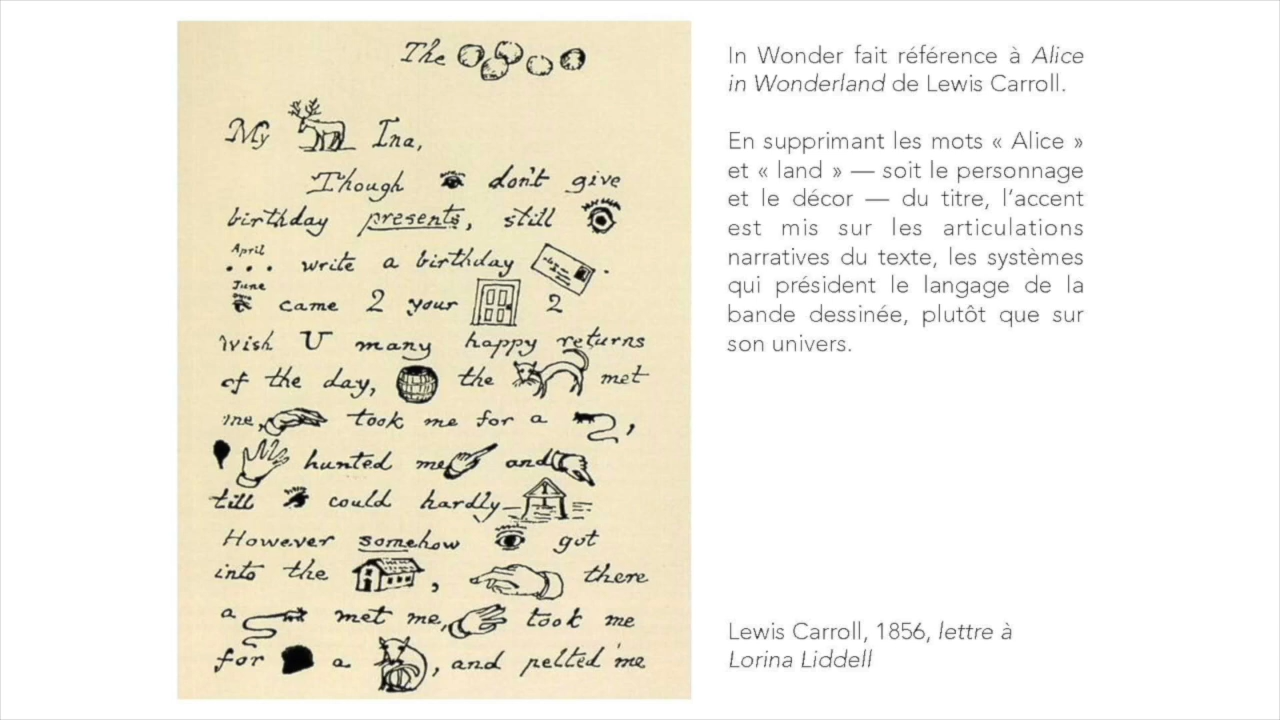 The
My Ina,
Though don't give
birthday presents, still
April
... write a birthday .
June
came 2 your 2
wish U many happy returns
of the day, the met
me, took me for a ,
hunted me and
till could hardly
However somehow got
into the , there
a met me, took me
for a , and pelted me
In Wonder fait référence à Alice
in Wonderland de Lewis Carroll.
En supprimant les mots « Alice »
et « land » — soit le personnage
et le décor — du titre, l'accent
est mis sur les articulations
narratives du texte, les systèmes
qui président le langage de la
bande dessinée, plutôt que sur
son univers.
Lewis Carroll, 1856, lettre à
Lorina Liddell